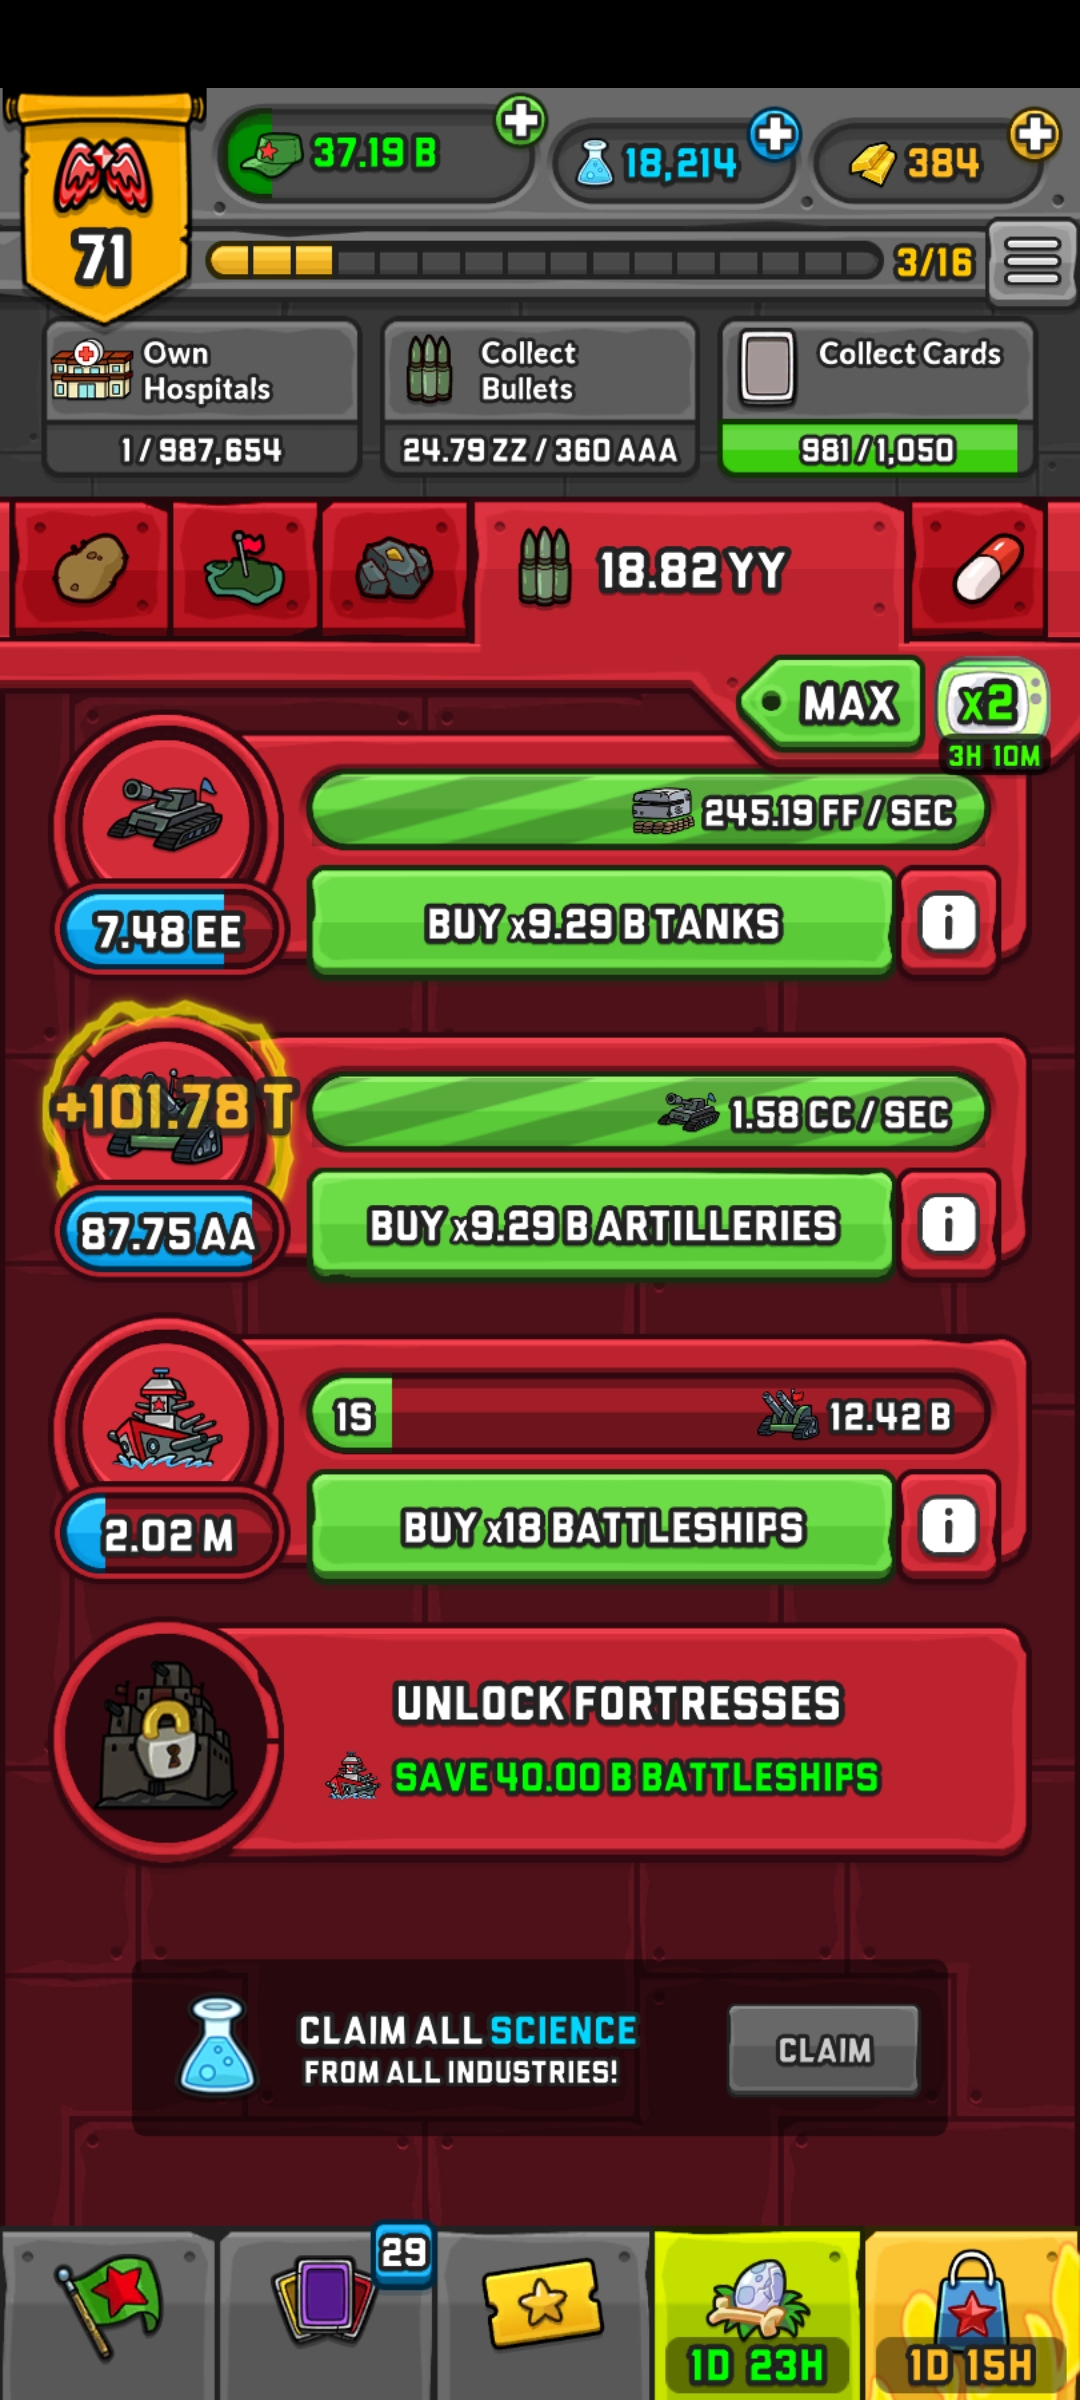 71
37.19 B
18,214
384
3/16
Own
Hospitals
1 / 987,654
Collect
Bullets
24.79 ZZ / 360 AAA
Collect Cards
981 / 1,050
18.82 YY
MAX
x2
3H 10M
245.19 FF / SEC
7.48 EE
BUY x9.29 B TANKS
i
+101.78 T
1.58 CC / SEC
87.75 AA
BUY x9.29 B ARTILLERIES
i
1S
12.42 B
2.02 M
BUY x18 BATTLESHIPS
i
UNLOCK FORTRESSES
SAVE 40.00 B BATTLESHIPS
CLAIM ALL SCIENCE
FROM ALL INDUSTRIES!
CLAIM
29
1D 23H
1D 15H